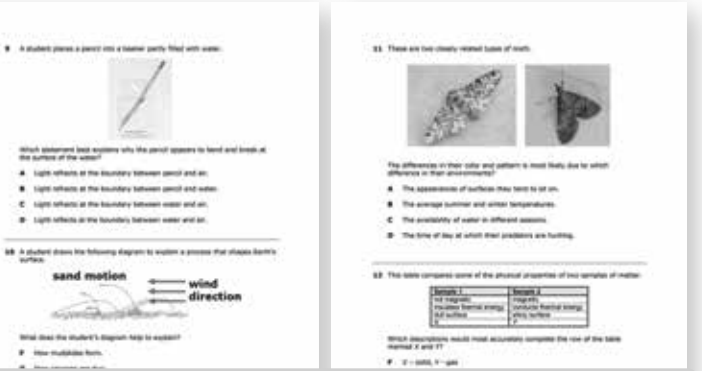 9 A student places a pencil into a beaker partly filled with water.
Which statement best explains why the pencil appears to bend and break at
the surface of the water?
A Light refracts at the boundary between pencil and air.
B Light refracts at the boundary between pencil and water.
C Light refracts at the boundary between water and air.
D Light reflects at the boundary between water and air.
10 A student draws the following diagram to explain a process that shapes Earth's
surface.
sand motion
wind
direction
What does the student's diagram help to explain?
F How mudslides form.
11 These are two closely related types of moth.
The differences in their color and pattern is most likely due to which
difference in their environments?
A The appearances of surfaces they tend to sit on.
B The average summer and winter temperatures.
C The availability of water in different seasons.
D The time of day at which their predators are hunting.
12 This table compares some of the physical properties of two samples of matter.
Sample 1 Sample 2
not magnetic magnetic
insulates thermal energy conducts thermal energy
dull surface shiny surface
X Y
Which descriptions would most accurately complete the row of the table
marked X and Y?
F X – solid, Y – gas